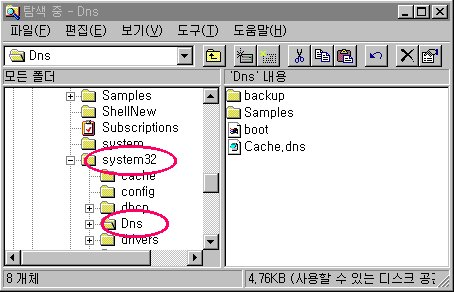 탐색 중 - Dns
파일(F) 편집(E) 보기(V) 도구(T) 도움말(H)
Dns
모든 폴더
'Dns' 내용
Samples
ShellNew
Subscriptions
system
system32
cache
config
dhcp
Dns
drivers
backup
Samples
boot
Cache.dns
8 개체
4.76KB (사용할 수 있는 디스크 공간